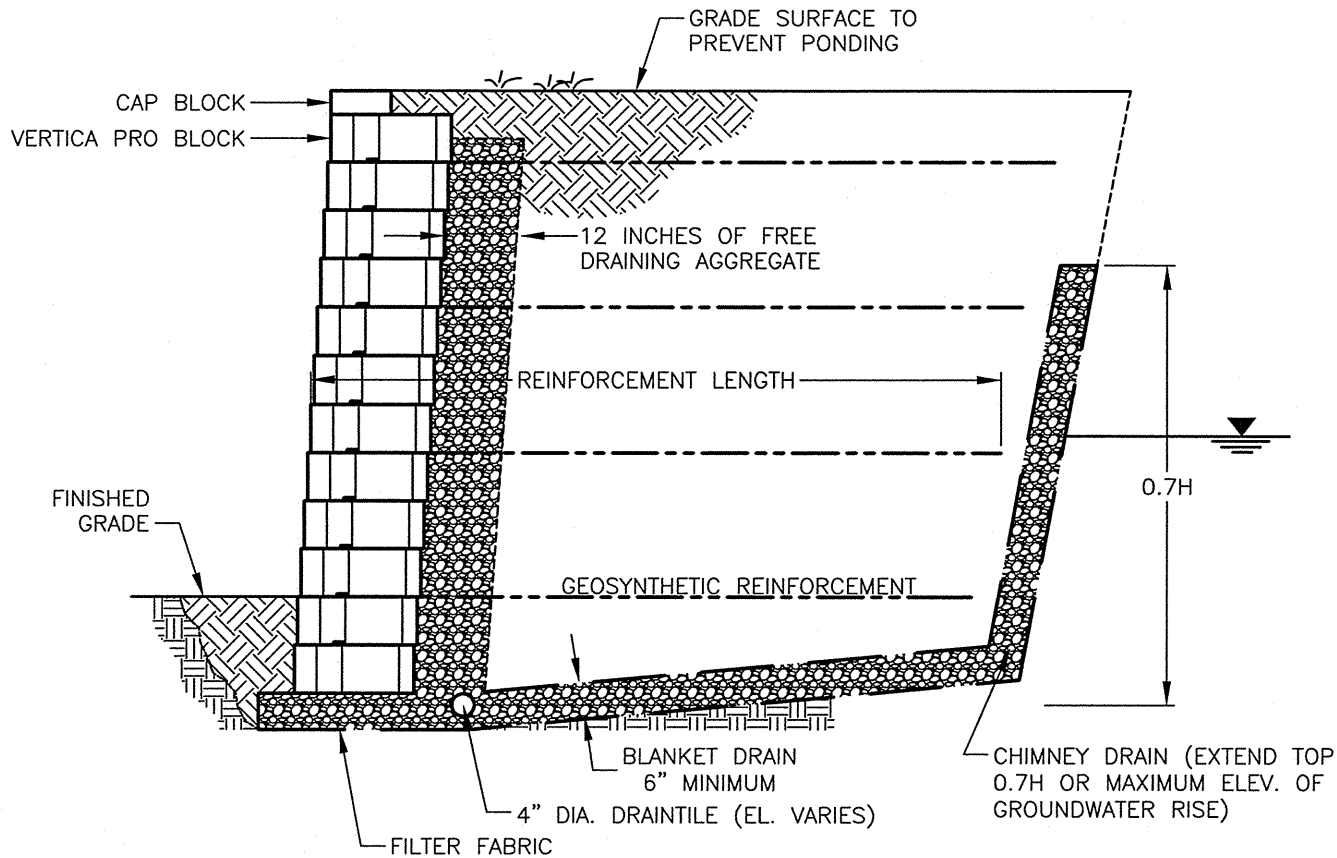 GRADE SURFACE TO
PREVENT PONDING
CAP BLOCK
VERTICA PRO BLOCK
12 INCHES OF FREE
DRAINING AGGREGATE
REINFORCEMENT LENGTH
0.7H
FINISHED
GRADE
GEOSYNTHETIC REINFORCEMENT
BLANKET DRAIN
6" MINIMUM
CHIMNEY DRAIN (EXTEND TOP
0.7H OR MAXIMUM ELEV. OF
GROUNDWATER RISE)
4" DIA. DRAINTILE (EL. VARIES)
FILTER FABRIC